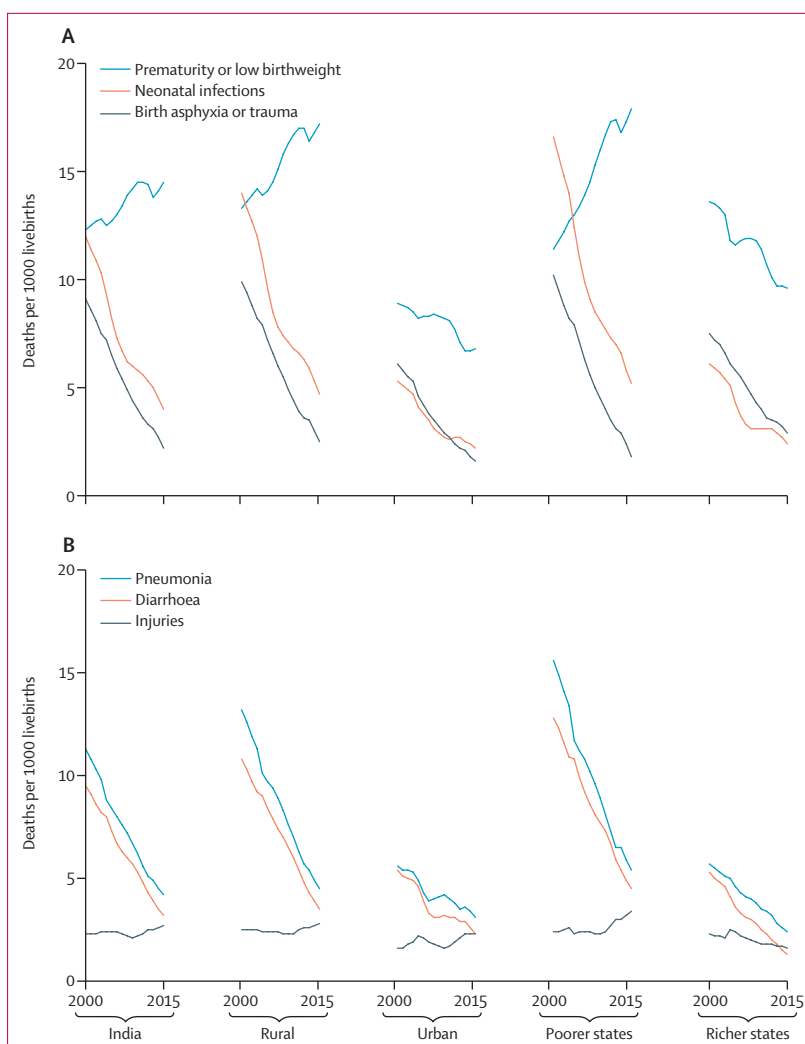 A
20
Prematurity or low birthweight
Neonatal infections
Birth asphyxia or trauma
15
10
5
0
Deaths per 1000 livebirths
B
20
Pneumonia
Diarrhoea
Injuries
15
10
5
0
Deaths per 1000 livebirths
2000 2015 2000 2015 2000 2015 2000 2015 2000 2015
India Rural Urban Poorer states Richer states